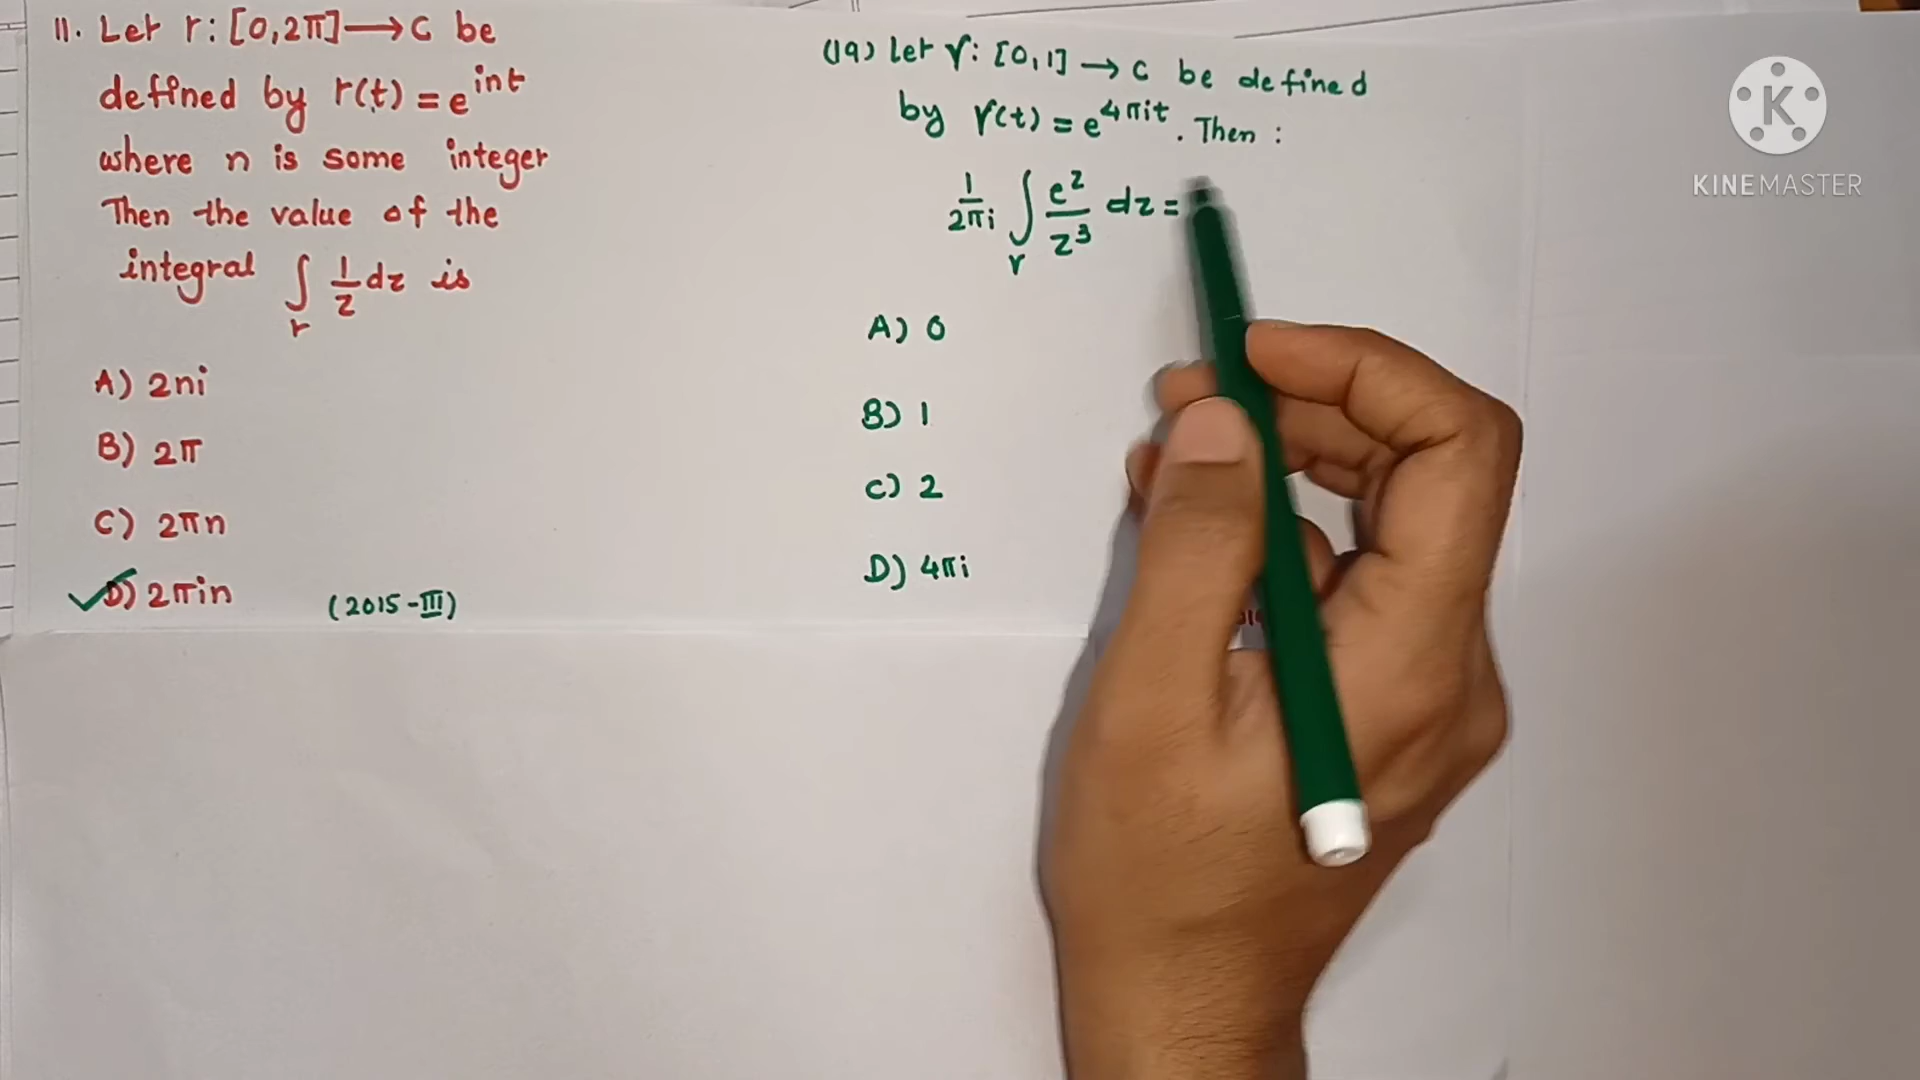 11. Let r: [0,2π]⟶C be
defined by r(t) = e^int
where n is some integer
Then the value of the
integral ∫_r 1/z dz is
A) 2ni
B) 2π
C) 2πn
D) 2πin (2015-III)
(19) Let γ: [0,1] → C be defined
by γ(t) = e^4πit. Then :
1/2πi ∫_γ e^z/z^3 dz =
A) 0
B) 1
C) 2
D) 4πi
K
KINEMASTER